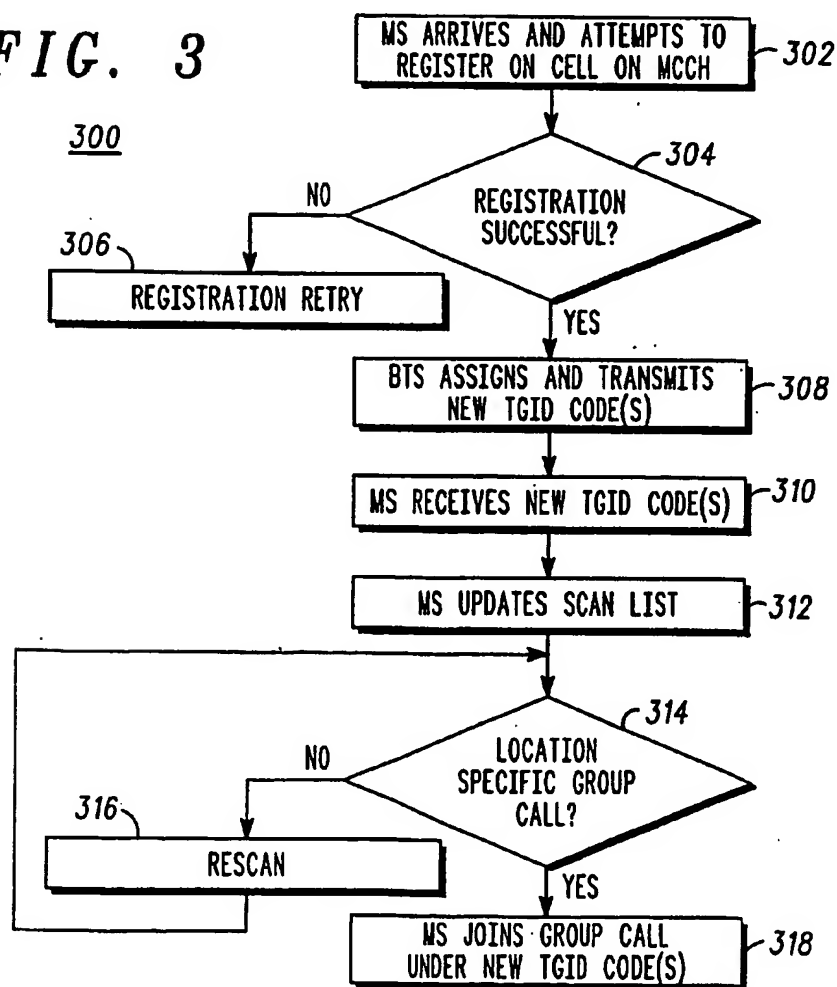 FIG. 3
300
MS ARRIVES AND ATTEMPTS TO
REGISTER ON CELL ON MCCH
302
304
REGISTRATION
SUCCESSFUL?
NO
306
REGISTRATION RETRY
YES
BTS ASSIGNS AND TRANSMITS
NEW TGID CODE(S)
308
MS RECEIVES NEW TGID CODE(S)
310
MS UPDATES SCAN LIST
312
314
LOCATION
SPECIFIC GROUP
CALL?
NO
316
RESCAN
YES
MS JOINS GROUP CALL
UNDER NEW TGID CODE(S)
318